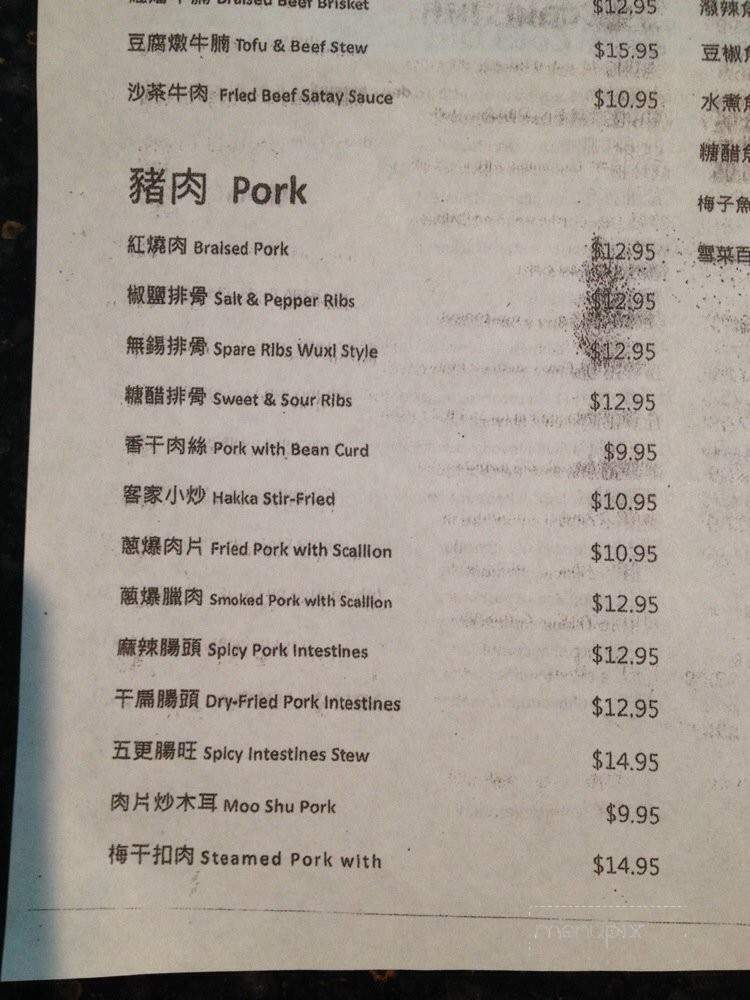 Braised Beef Brisket $12.95
豆腐燉牛腩 Tofu & Beef Stew $15.95
沙茶牛肉 Fried Beef Satay Sauce $10.95
豬肉 Pork
紅燒肉 Braised Pork $12.95
椒鹽排骨 Salt & Pepper Ribs $12.95
無錫排骨 Spare Ribs Wuxi Style $12.95
糖醋排骨 Sweet & Sour Ribs $12.95
香干肉絲 Pork with Bean Curd $9.95
客家小炒 Hakka Stir-Fried $10.95
蔥爆肉片 Fried Pork with Scallion $10.95
蔥爆臘肉 Smoked Pork with Scallion $12.95
麻辣腸頭 Spicy Pork Intestines $12.95
干扁腸頭 Dry-Fried Pork Intestines $12.95
五更腸旺 Spicy Intestines Stew $14.95
肉片炒木耳 Moo Shu Pork $9.95
梅干扣肉 Steamed Pork with $14.95
豆椒
水煮
糖醋
梅子魚
雪菜百
menupix